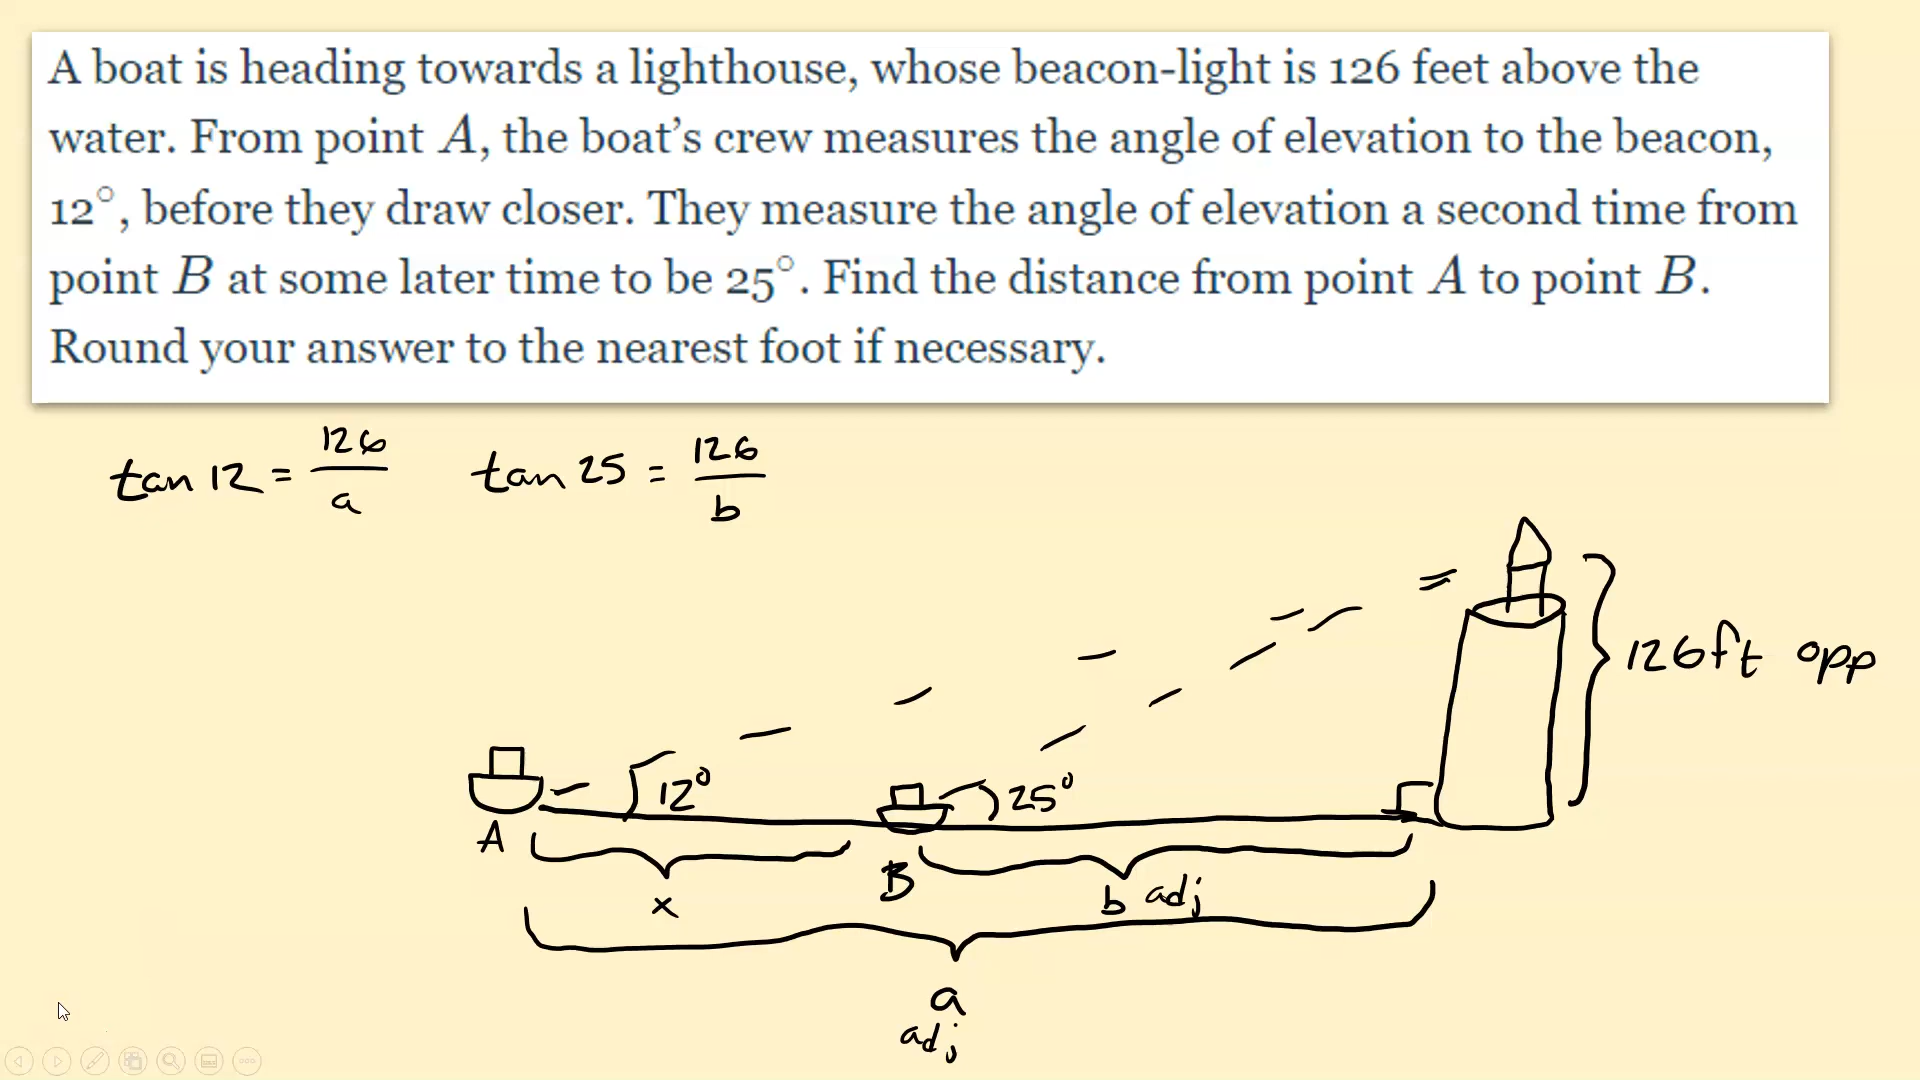 A boat is heading towards a lighthouse, whose beacon-light is 126 feet above the
water. From point A, the boat’s crew measures the angle of elevation to the beacon,
12°, before they draw closer. They measure the angle of elevation a second time from
point B at some later time to be 25°. Find the distance from point A to point B.
Round your answer to the nearest foot if necessary.
tan 12 = 126/a
tan 25 = 126/b
126ft opp
12°
25°
A
B
x
b adj
a
adj